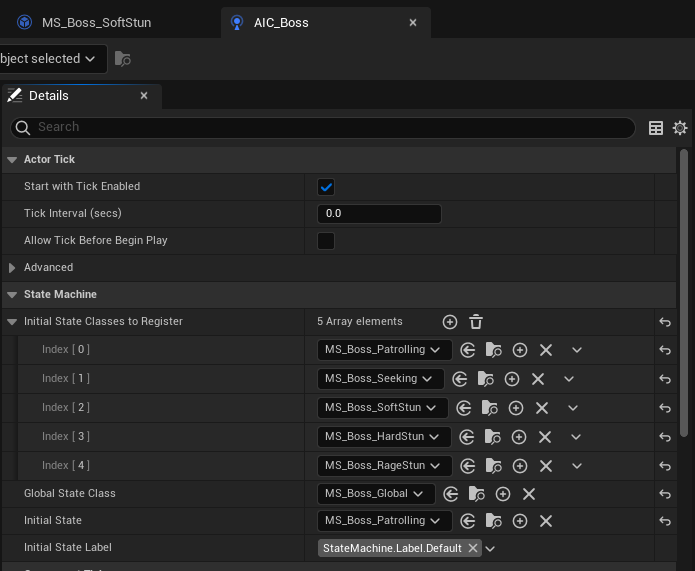 MS_Boss_SoftStun AIC_Boss
bject selected
Details
Search
Actor Tick
Start with Tick Enabled
Tick Interval (secs) 0.0
Allow Tick Before Begin Play
Advanced
State Machine
Initial State Classes to Register 5 Array elements
Index [ 0 ] MS_Boss_Patrolling
Index [ 1 ] MS_Boss_Seeking
Index [ 2 ] MS_Boss_SoftStun
Index [ 3 ] MS_Boss_HardStun
Index [ 4 ] MS_Boss_RageStun
Global State Class MS_Boss_Global
Initial State MS_Boss_Patrolling
Initial State Label StateMachine.Label.Default